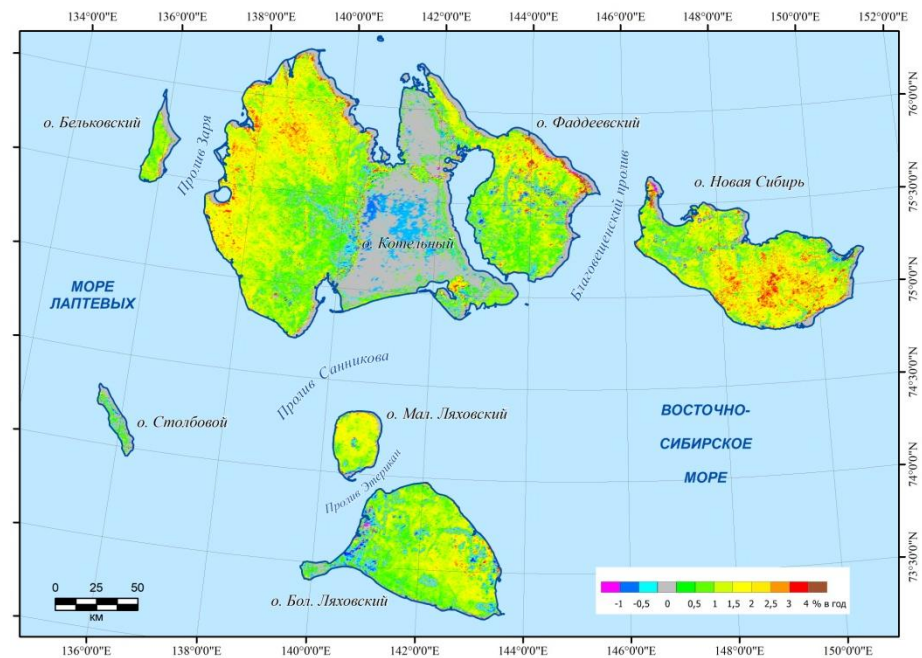 134°0'0"E 136°0'0"E 138°0'0"E 140°0'0"E 142°0'0"E 144°0'0"E 146°0'0"E 148°0'0"E 150°0'0"E 152°0'0"E
76°0'0"N
о. Бельковский
Пролив Заря
о. Фаддеевский
Благовещенский пролив
о. Новая Сибирь
75°30'0"N
о. Котельный
75°0'0"N
МОРЕ
ЛАПТЕВЫХ
Пролив Санникова
74°30'0"N
о. Столбовой
о. Мал. Ляховский
ВОСТОЧНО-
СИБИРСКОЕ
МОРЕ
74°0'0"N
Пролив Этерикан
73°30'0"N
о. Бол. Ляховский
0 25 50
км
-1 -0,5 0 0,5 1 1,5 2 2,5 3 4 % в год
136°0'0"E 138°0'0"E 140°0'0"E 142°0'0"E 144°0'0"E 146°0'0"E 148°0'0"E 150°0'0"E